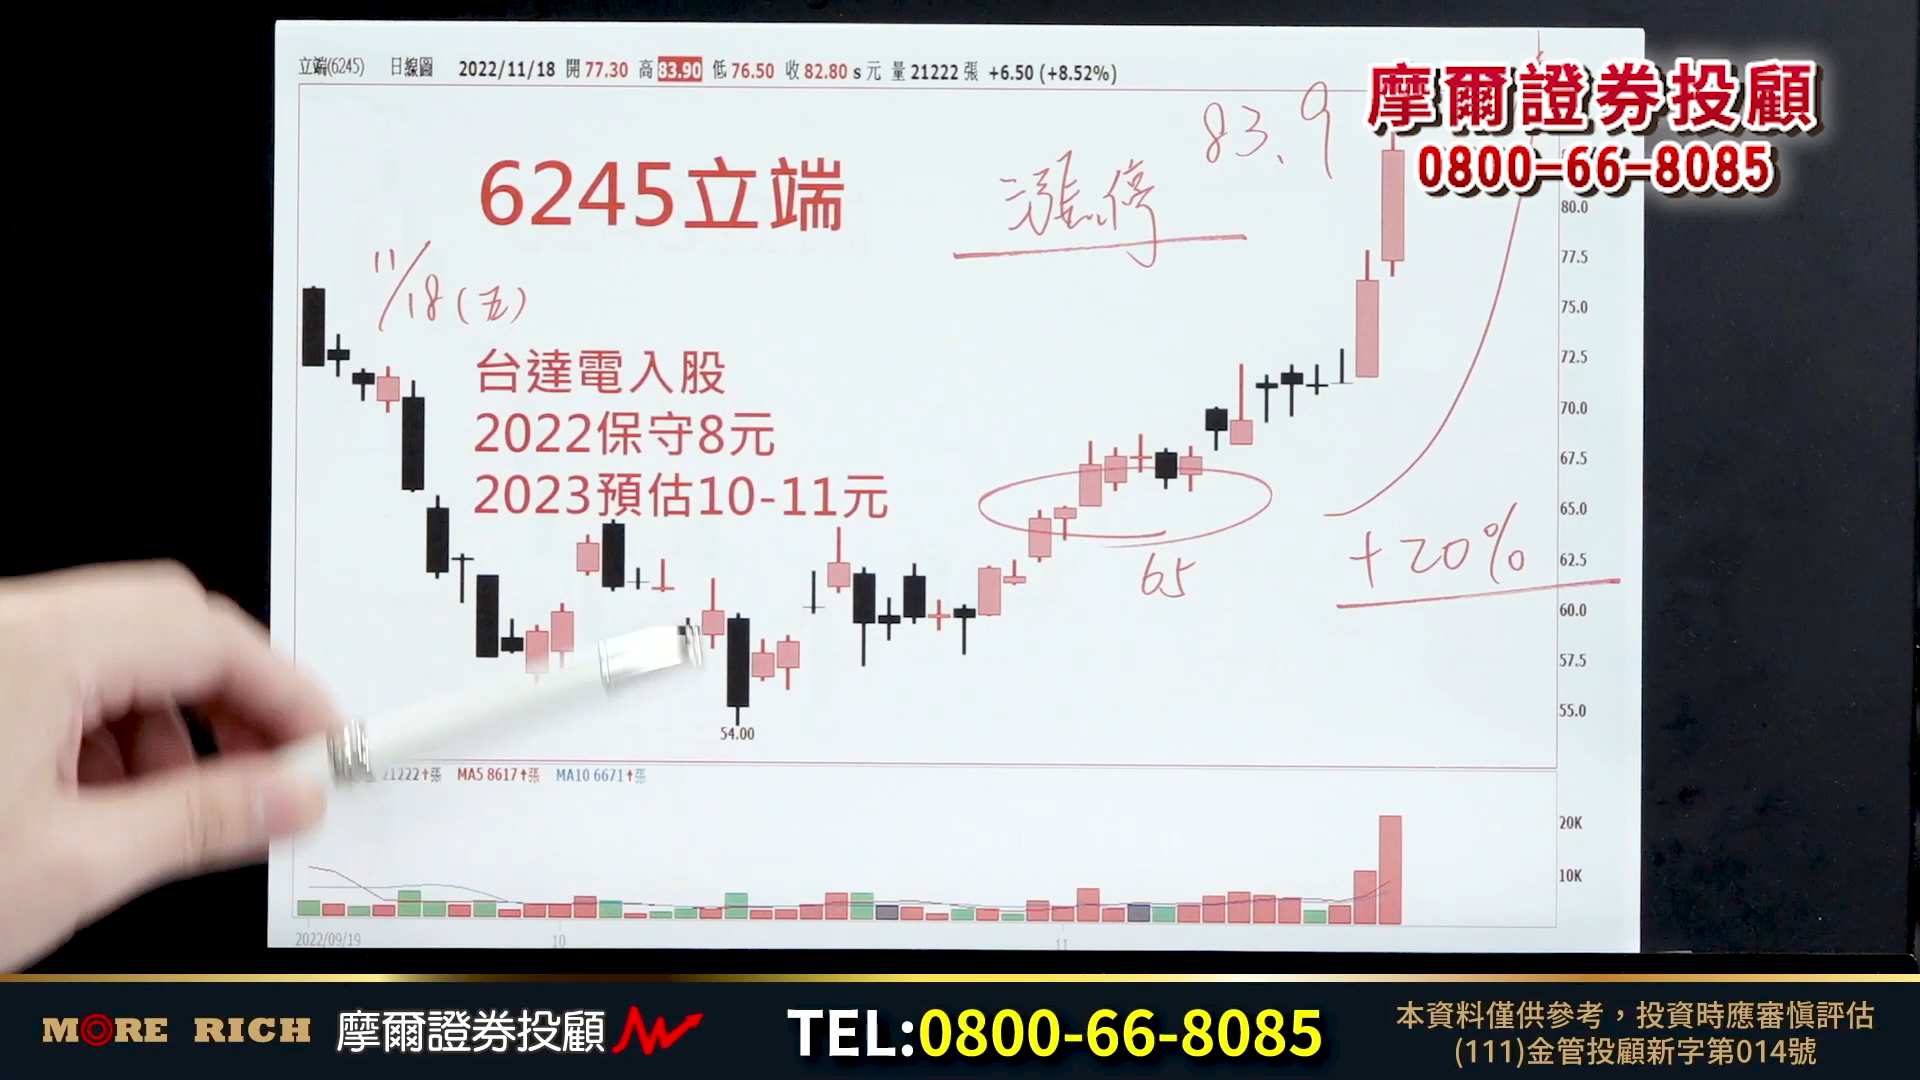 立端(6245) 日線圖 2022/11/18 開 77.30 高 83.90 低 76.50 收 82.80 s 元 量 21222 張 +6.50 (+8.52%)
摩爾證券投顧
0800-66-8085
83.9
6245立端
漲停
11/18(五)
台達電入股
2022保守8元
2023預估10-11元
65
+20%
80.0
77.5
75.0
72.5
70.0
67.5
65.0
62.5
60.0
57.5
55.0
54.00
21222↑張 MA5 8617↑張 MA10 6671↑張
20K
10K
2022/09/19 10 11
MORE RICH 摩爾證券投顧 TEL:0800-66-8085
本資料僅供參考,投資時應審慎評估
(111)金管投顧新字第014號